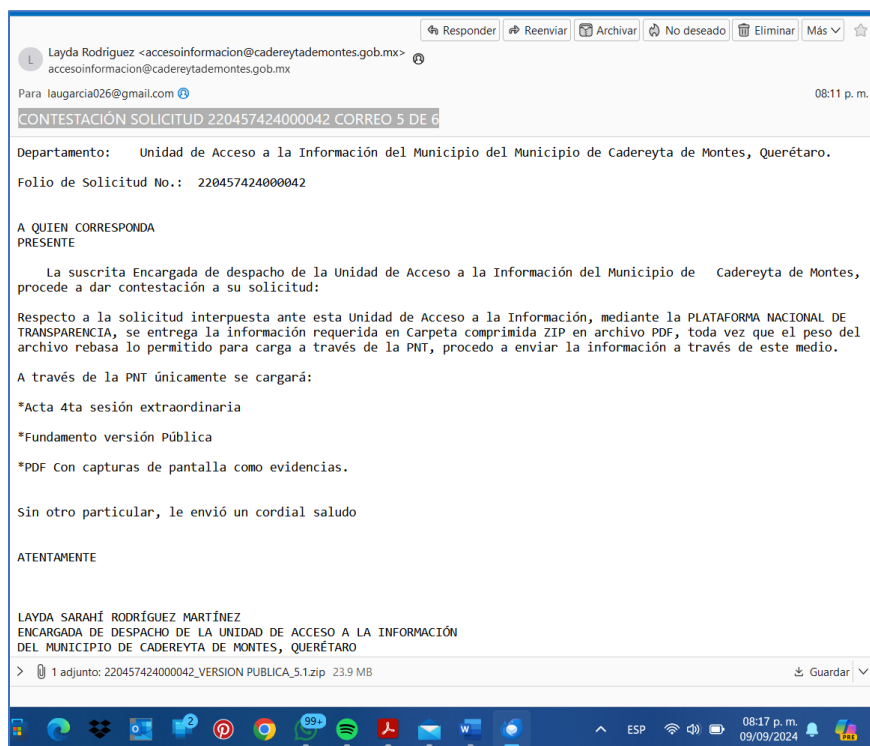 Responder Reenviar Archivar No deseado Eliminar Más
L
Layda Rodriguez <accesoinformacion@cadereytademontes.gob.mx>
accesoinformacion@cadereytademontes.gob.mx
Para laugarcia026@gmail.com 08:11 p. m.
CONTESTACIÓN SOLICITUD 220457424000042 CORREO 5 DE 6
Departamento: Unidad de Acceso a la Información del Municipio del Municipio de Cadereyta de Montes, Querétaro.
Folio de Solicitud No.: 220457424000042
A QUIEN CORRESPONDA
PRESENTE
La suscrita Encargada de despacho de la Unidad de Acceso a la Información del Municipio de Cadereyta de Montes,
procede a dar contestación a su solicitud:
Respecto a la solicitud interpuesta ante esta Unidad de Acceso a la Información, mediante la PLATAFORMA NACIONAL DE
TRANSPARENCIA, se entrega la información requerida en Carpeta comprimida ZIP en archivo PDF, toda vez que el peso del
archivo rebasa lo permitido para carga a través de la PNT, procedo a enviar la información a través de este medio.
A través de la PNT únicamente se cargará:
*Acta 4ta sesión extraordinaria
*Fundamento versión Pública
*PDF Con capturas de pantalla como evidencias.
Sin otro particular, le envió un cordial saludo
ATENTAMENTE
LAYDA SARAHÍ RODRÍGUEZ MARTÍNEZ
ENCARGADA DE DESPACHO DE LA UNIDAD DE ACCESO A LA INFORMACIÓN
DEL MUNICIPIO DE CADEREYTA DE MONTES, QUERÉTARO
1 adjunto: 220457424000042_VERSION PUBLICA_5.1.zip 23.9 MB Guardar
2 99+ ESP 08:17 p. m.
09/09/2024
PRE